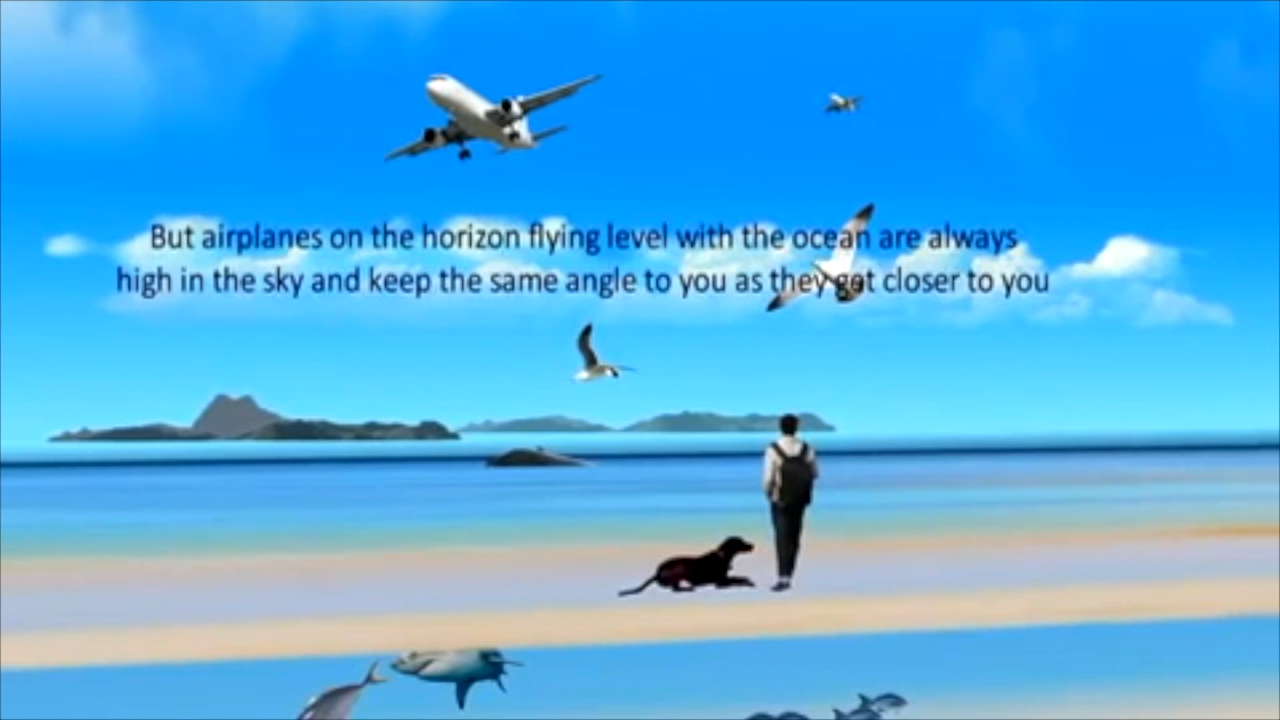 But airplanes on the horizon flying level with the ocean are always
high in the sky and keep the same angle to you as they get closer to you